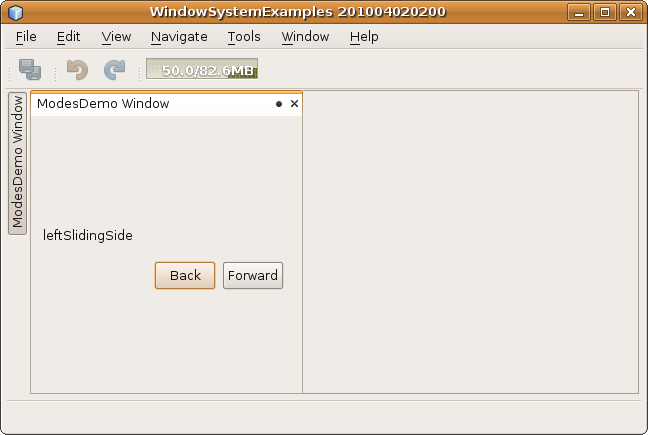 WindowSystemExamples 201004020200
File Edit View Navigate Tools Window Help
50.0/82.6MB
ModesDemo Window
ModesDemo Window
leftSlidingSide
Back Forward